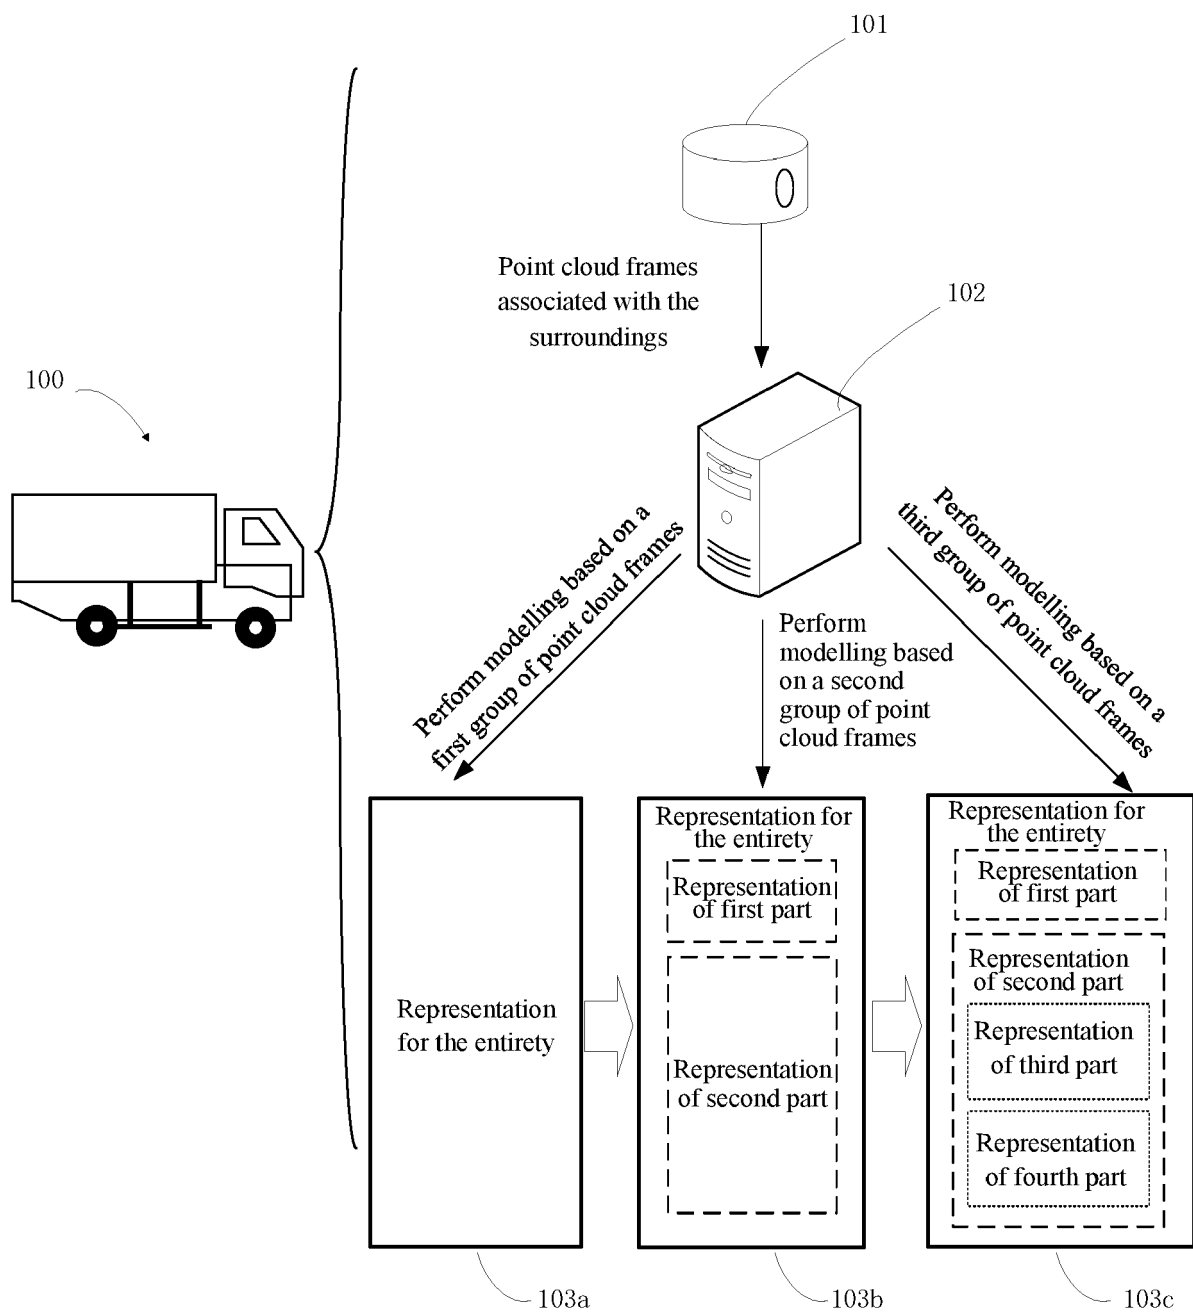 101
Point cloud frames
associated with the
surroundings
102
100
Perform modelling based on a
first group of point cloud frames
Perform
modelling based
on a second
group of point
cloud frames
Perform modelling based on a
third group of point cloud frames
Representation
for the entirety
Representation for
the entirety
Representation
of first part
Representation
of second part
Representation for
the entirety
Representation
of first part
Representation
of second part
Representation
of third part
Representation
of fourth part
103a
103b
103c